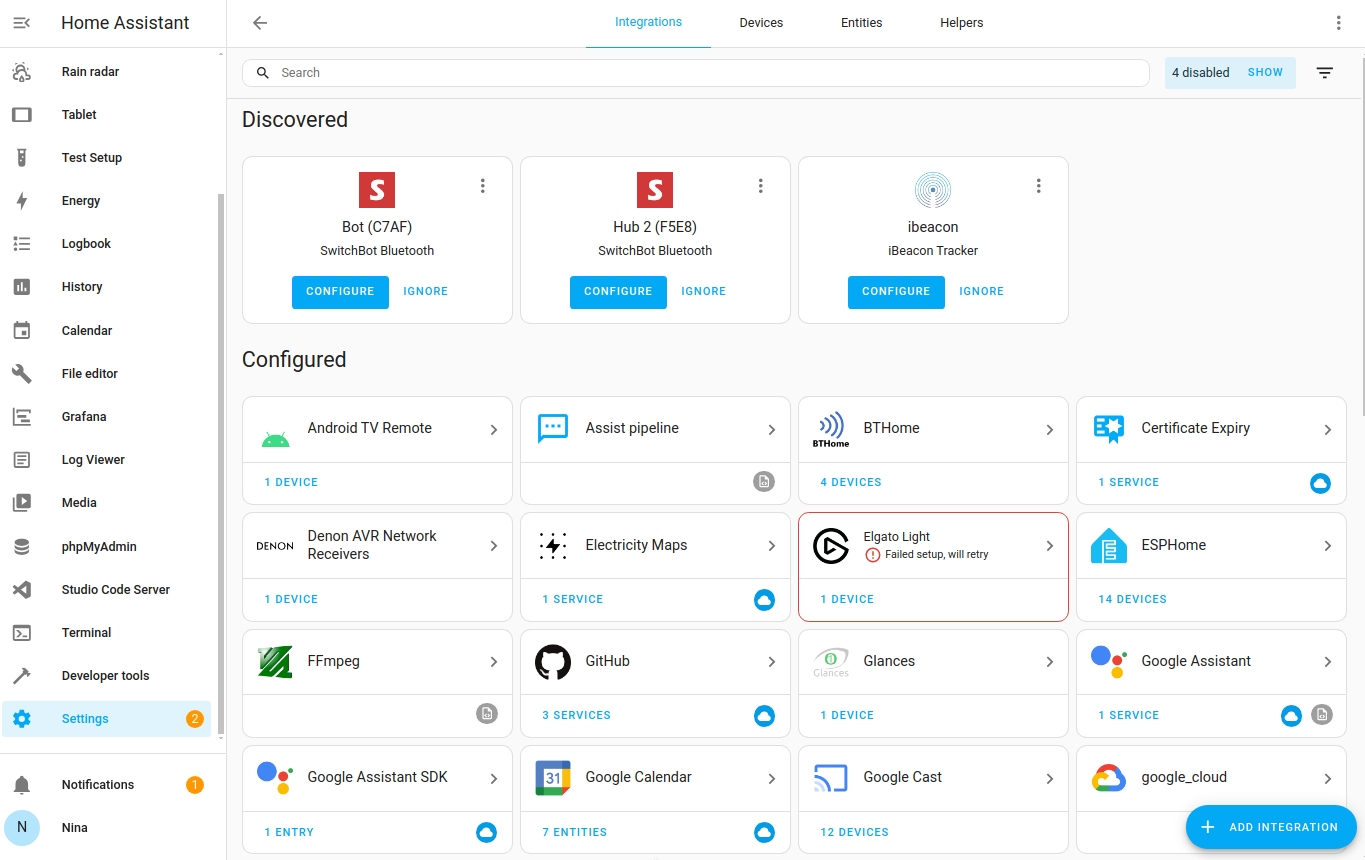 Home Assistant
Integrations
Devices
Entities
Helpers
Rain radar
Tablet
Test Setup
Energy
Logbook
History
Calendar
File editor
Grafana
Log Viewer
Media
phpMyAdmin
Studio Code Server
Terminal
Developer tools
Settings 2
Notifications 1
N Nina
Search
4 disabled SHOW
Discovered
S
Bot (C7AF)
SwitchBot Bluetooth
CONFIGURE IGNORE
S
Hub 2 (F5E8)
SwitchBot Bluetooth
CONFIGURE IGNORE
ibeacon
iBeacon Tracker
CONFIGURE IGNORE
Configured
Android TV Remote
1 DEVICE
Assist pipeline
BTHome
BTHome
4 DEVICES
Certificate Expiry
1 SERVICE
DENON
Denon AVR Network
Receivers
1 DEVICE
Electricity Maps
1 SERVICE
Elgato Light
Failed setup, will retry
1 DEVICE
ESPHome
14 DEVICES
FFmpeg
GitHub
3 SERVICES
Glances
Glances
1 DEVICE
Google Assistant
1 SERVICE
Google Assistant SDK
1 ENTRY
31
Google Calendar
7 ENTITIES
Google Cast
12 DEVICES
google_cloud
ADD INTEGRATION